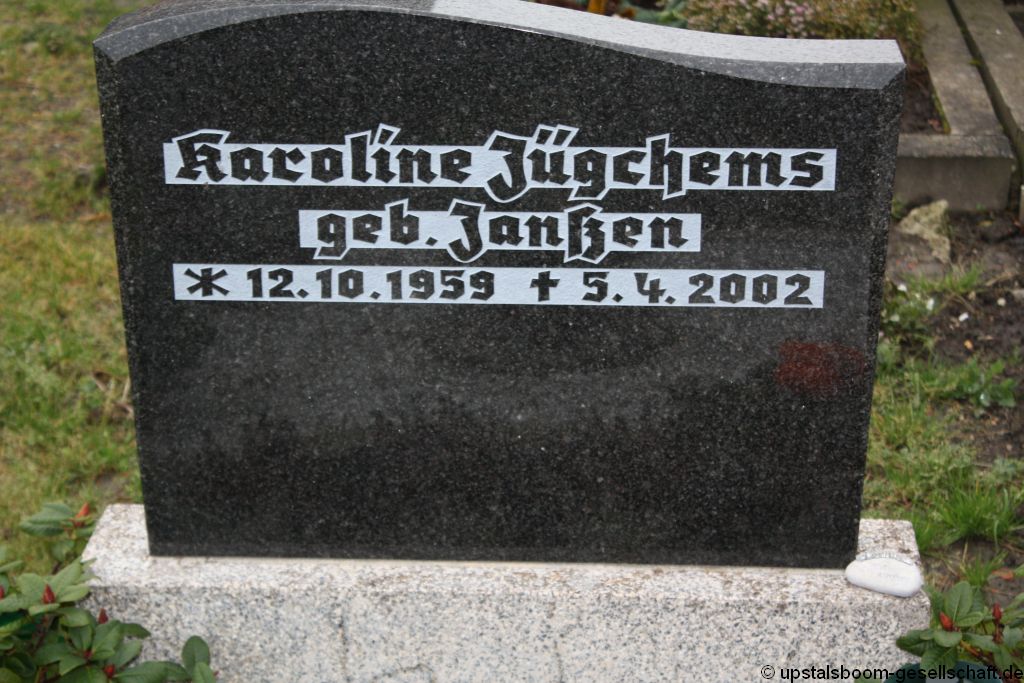 Karoline Jügchems
geb. Janßen
* 12.10.1959 † 5.4.2002
© upstalsboom-gesellschaft.de